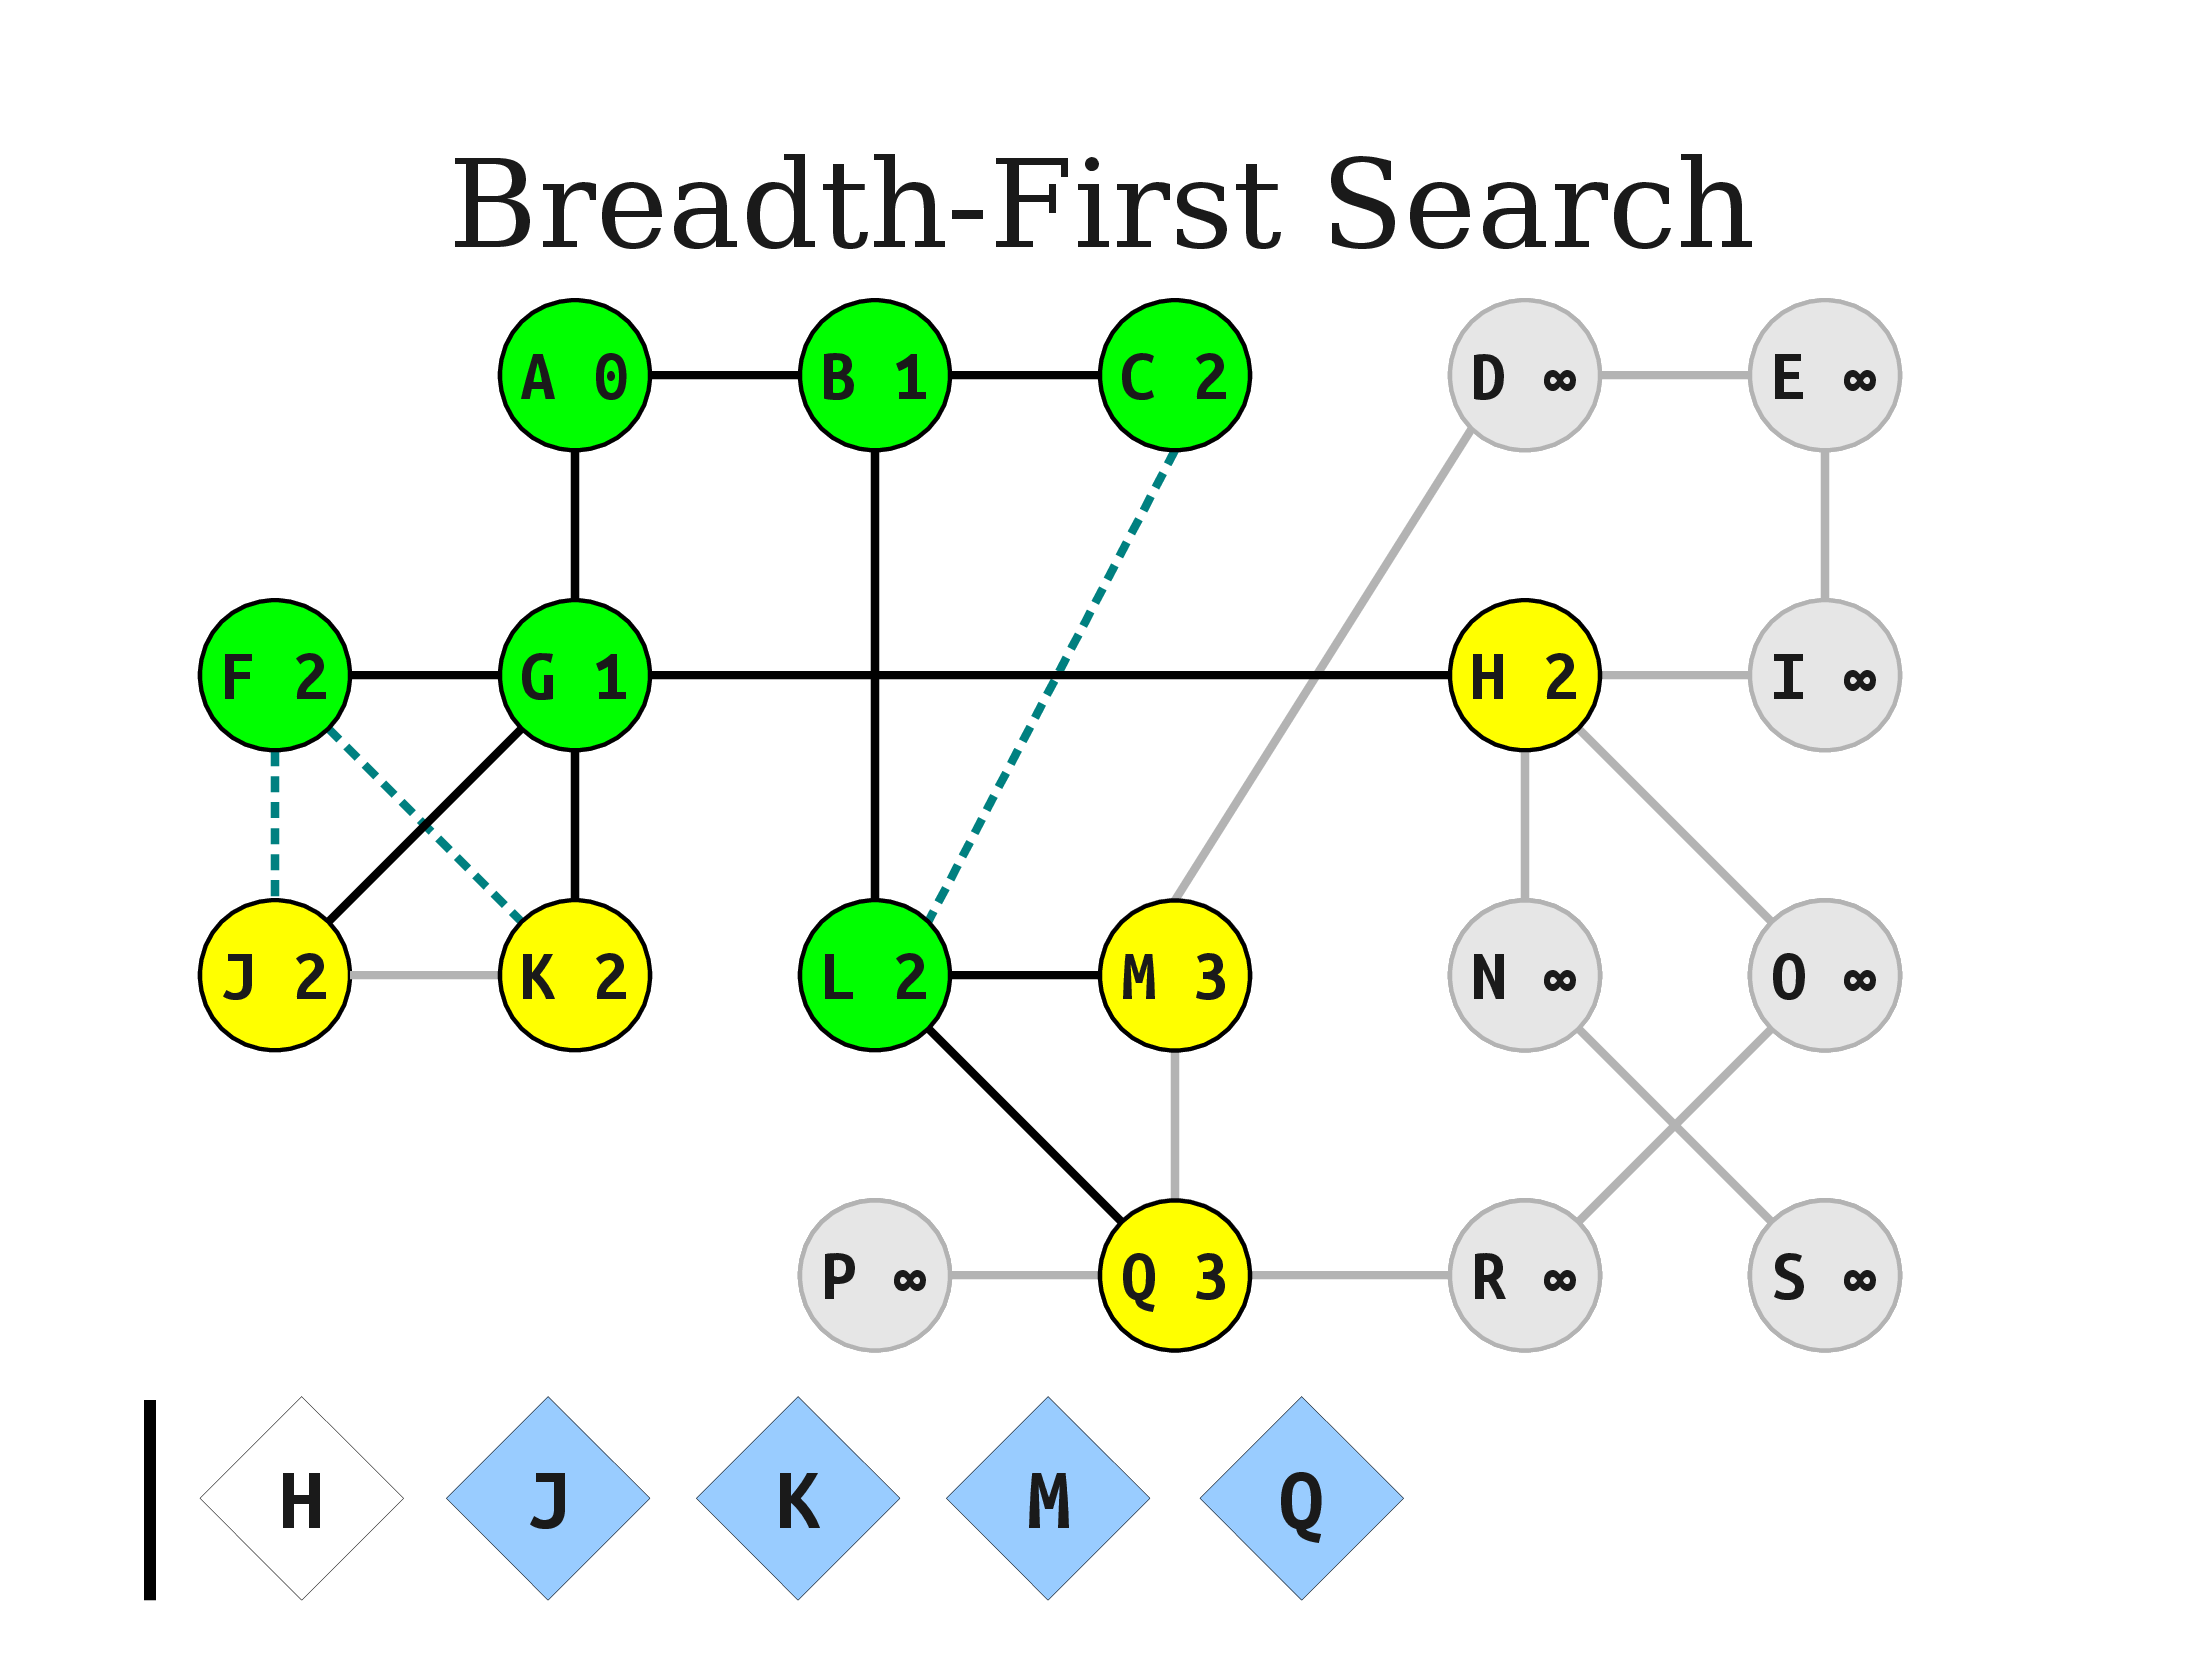 Breadth-First Search
A 0 B 1 C 2 D ∞ E ∞
F 2 G 1 H 2 I ∞
J 2 K 2 L 2 M 3 N ∞ O ∞
P ∞ Q 3 R ∞ S ∞
H J K M Q